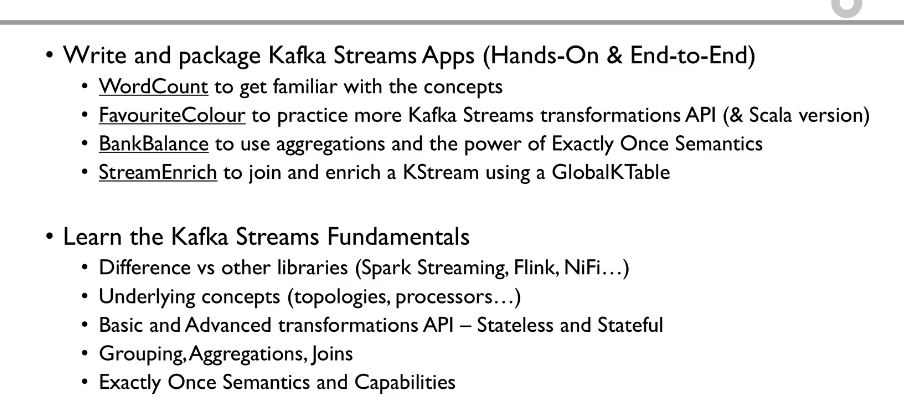 • Write and package Kafka Streams Apps (Hands-On & End-to-End)
• WordCount to get familiar with the concepts
• FavouriteColour to practice more Kafka Streams transformations API (& Scala version)
• BankBalance to use aggregations and the power of Exactly Once Semantics
• StreamEnrich to join and enrich a KStream using a GlobalKTable
• Learn the Kafka Streams Fundamentals
• Difference vs other libraries (Spark Streaming, Flink, NiFi…)
• Underlying concepts (topologies, processors…)
• Basic and Advanced transformations API – Stateless and Stateful
• Grouping, Aggregations, Joins
• Exactly Once Semantics and Capabilities